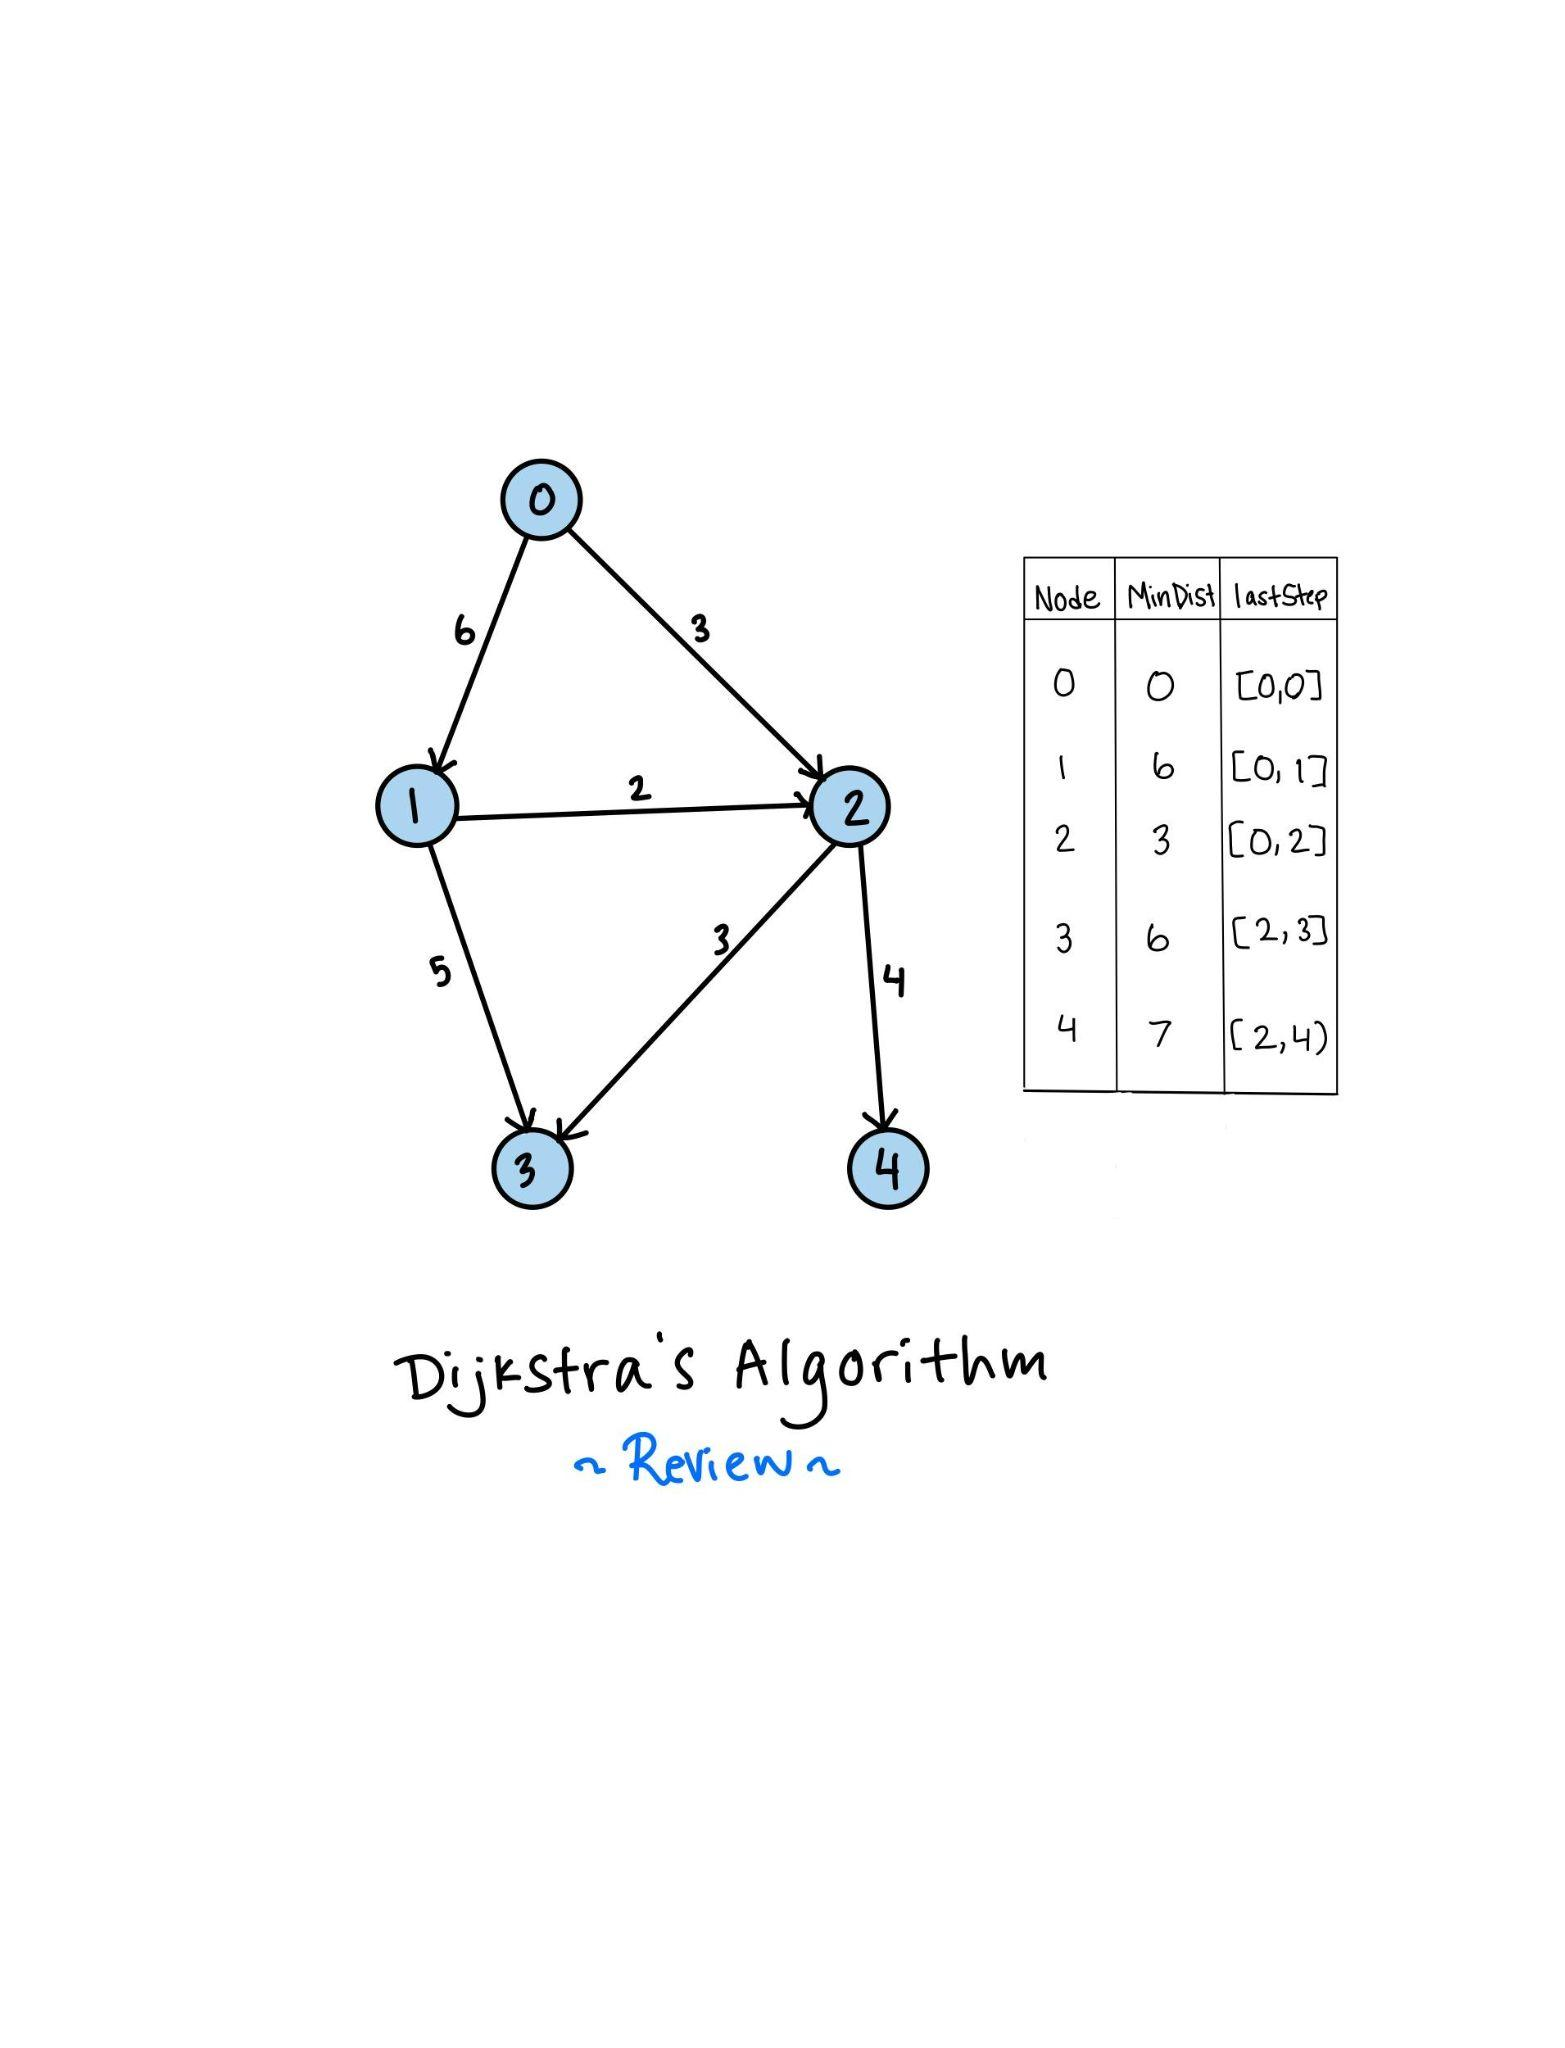 0
6
3
1
2
2
5
3
4
3
4
Node MinDist lastStep
0 0 [0,0]
1 6 [0,1]
2 3 [0,2]
3 6 [2,3]
4 7 [2,4)
Dijkstra's Algorithm
~ Review ~